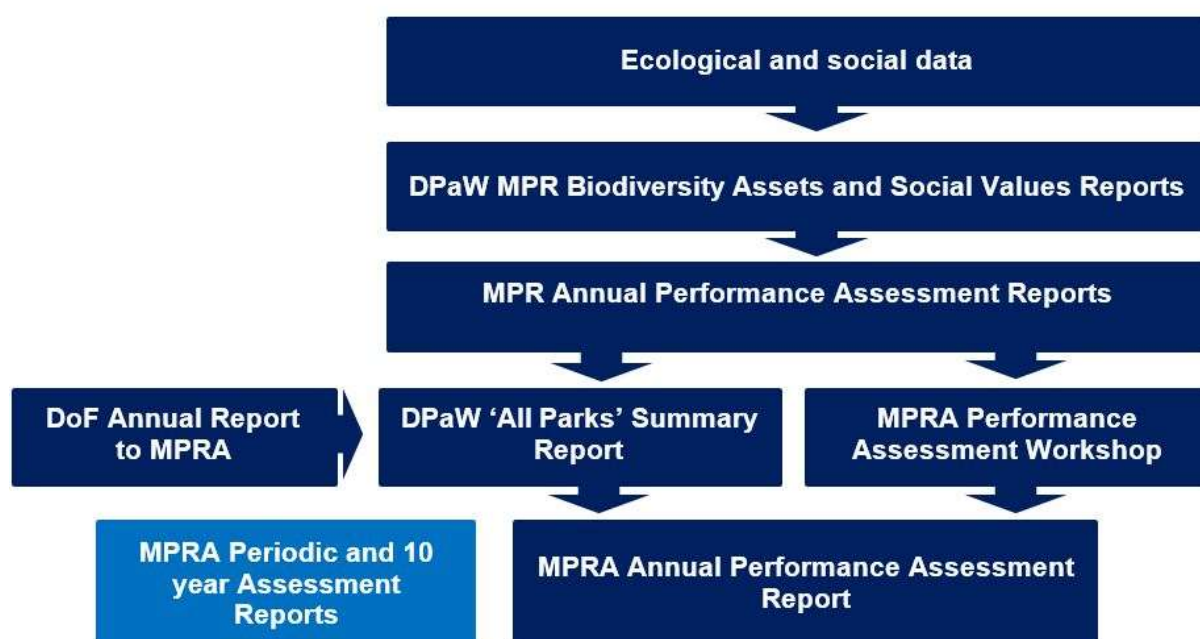 Ecological and social data
DPaW MPR Biodiversity Assets and Social Values Reports
MPR Annual Performance Assessment Reports
DoF Annual Report
to MPRA
DPaW ‘All Parks’ Summary
Report
MPRA Performance
Assessment Workshop
MPRA Periodic and 10
year Assessment
Reports
MPRA Annual Performance Assessment
Report